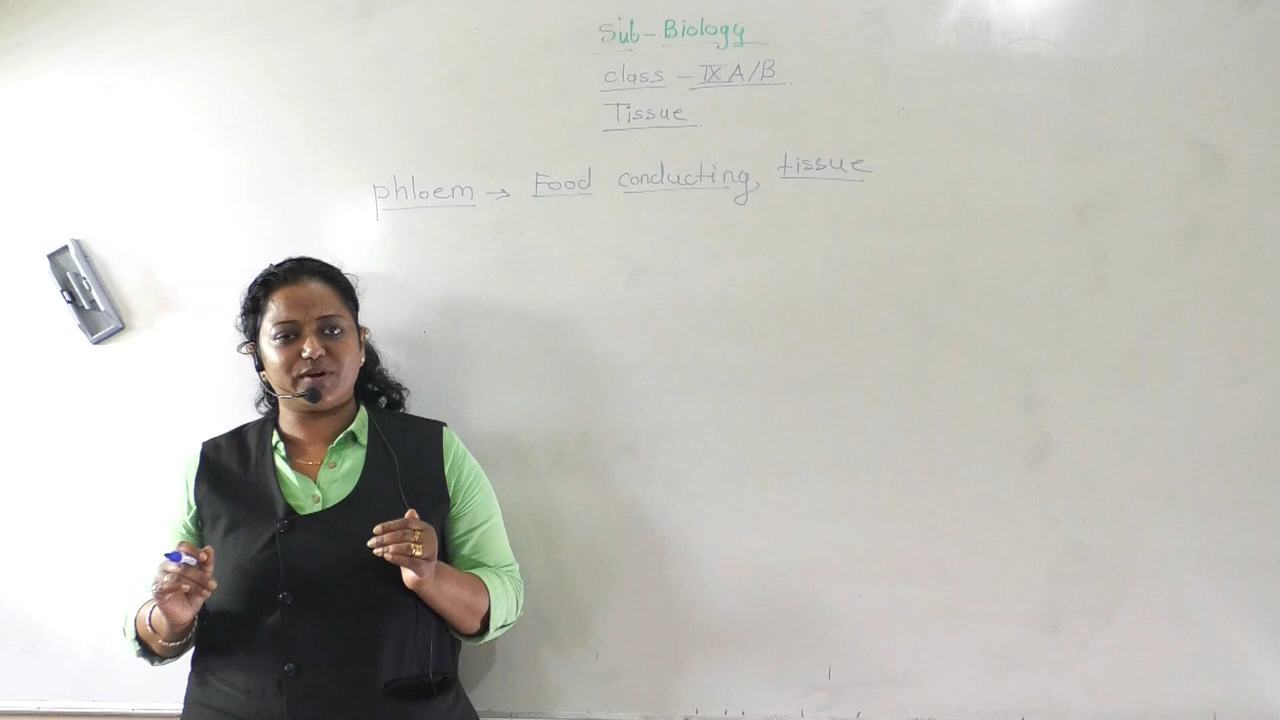 Sub - Biology
class - IX A/B
Tissue
phloem → Food conducting tissue